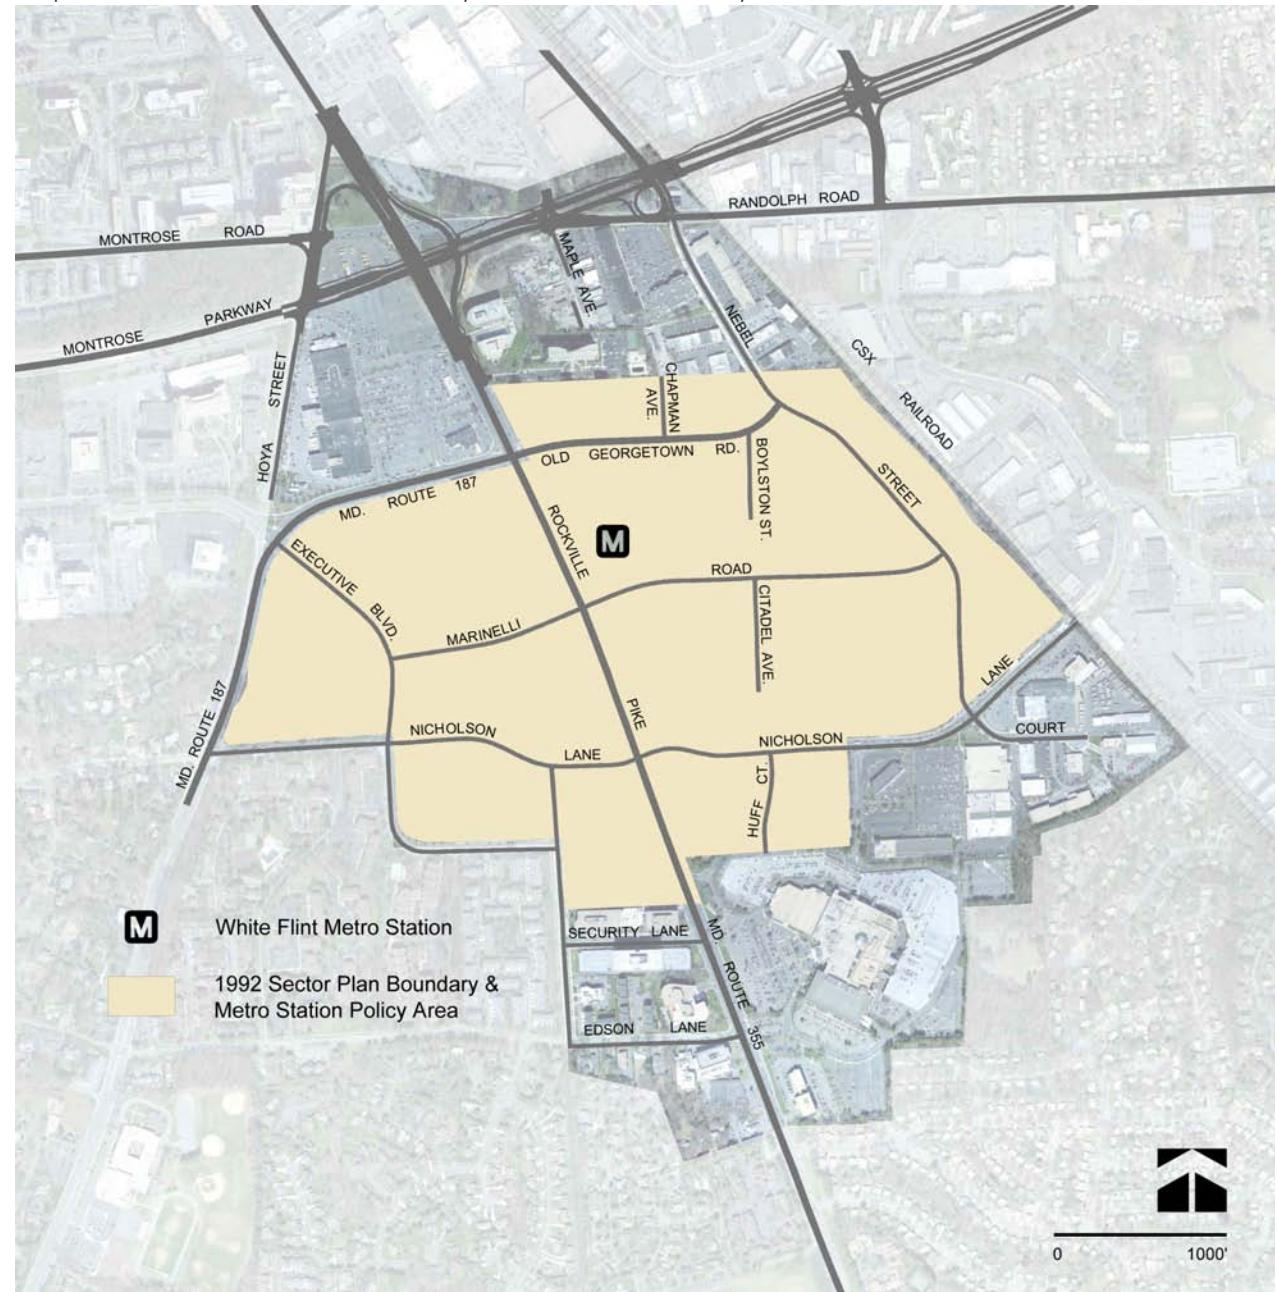 RANDOLPH ROAD
MONTROSE ROAD
MAPLE AVE.
MONTROSE PARKWAY
NEBEL
CSX
RAILROAD
HOYA STREET
CHAPMAN
AVE.
OLD GEORGETOWN RD.
BOYLSTON ST.
STREET
MD. ROUTE 187
ROCKVILLE
M
EXECUTIVE BLVD.
ROAD
MARINELLI
CITADEL AVE.
LANE
MD. ROUTE 187
PIKE
NICHOLSON
LANE
NICHOLSON
COURT
HUFF CT.
M
White Flint Metro Station
SECURITY LANE
MD. ROUTE 355
1992 Sector Plan Boundary &
Metro Station Policy Area
EDSON LANE
0 1000'